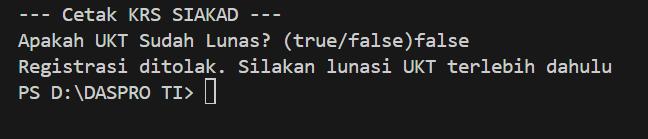 --- Cetak KRS SIAKAD ---
Apakah UKT Sudah Lunas? (true/false)false
Registrasi ditolak. Silakan lunasi UKT terlebih dahulu
PS D:\DASPRO TI>